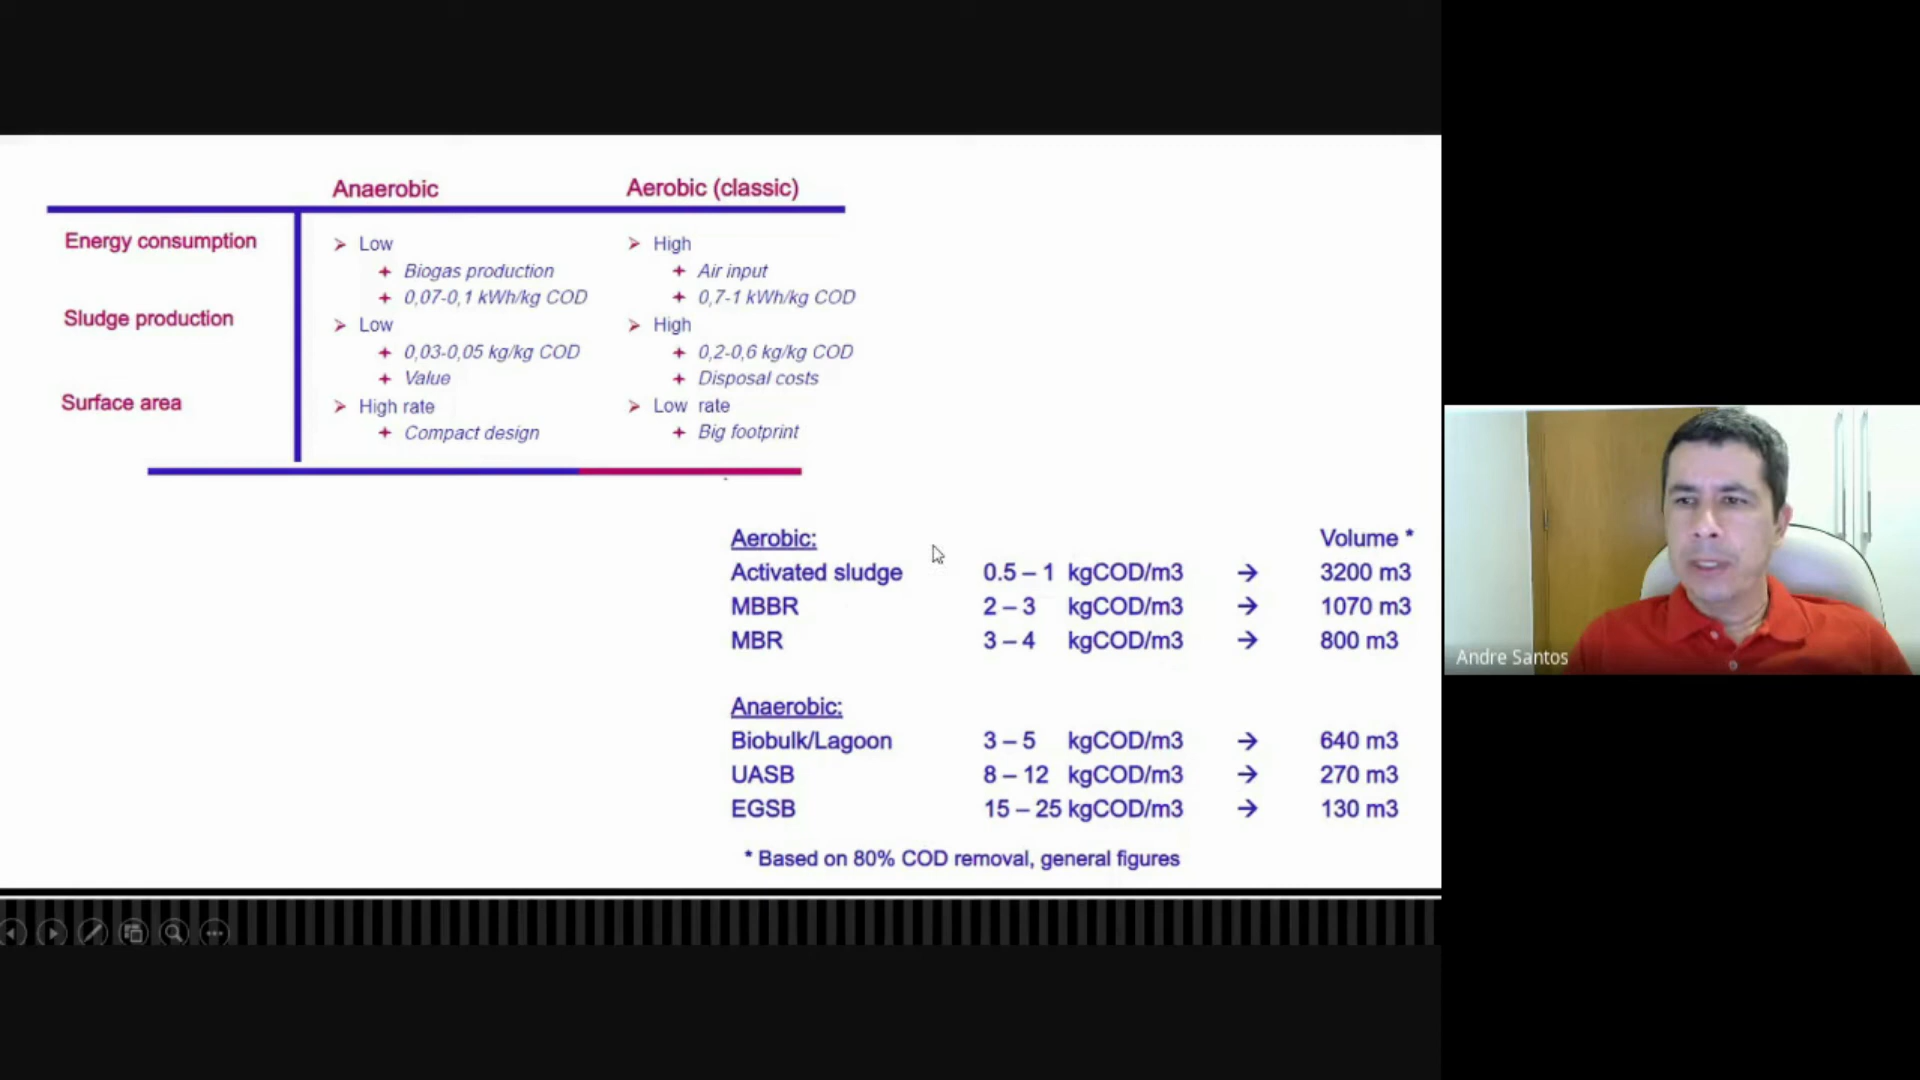 Anaerobic Aerobic (classic)
Energy consumption
➢ Low ➢ High
+ Biogas production + Air input
+ 0,07-0,1 kWh/kg COD + 0,7-1 kWh/kg COD
Sludge production
➢ Low ➢ High
+ 0,03-0,05 kg/kg COD + 0,2-0,6 kg/kg COD
+ Value + Disposal costs
Surface area
➢ High rate ➢ Low rate
+ Compact design + Big footprint
Aerobic: Volume *
Activated sludge 0.5 – 1 kgCOD/m3 → 3200 m3
MBBR 2 – 3 kgCOD/m3 → 1070 m3
MBR 3 – 4 kgCOD/m3 → 800 m3
Anaerobic:
Biobulk/Lagoon 3 – 5 kgCOD/m3 → 640 m3
UASB 8 – 12 kgCOD/m3 → 270 m3
EGSB 15 – 25 kgCOD/m3 → 130 m3
* Based on 80% COD removal, general figures
Andre Santos